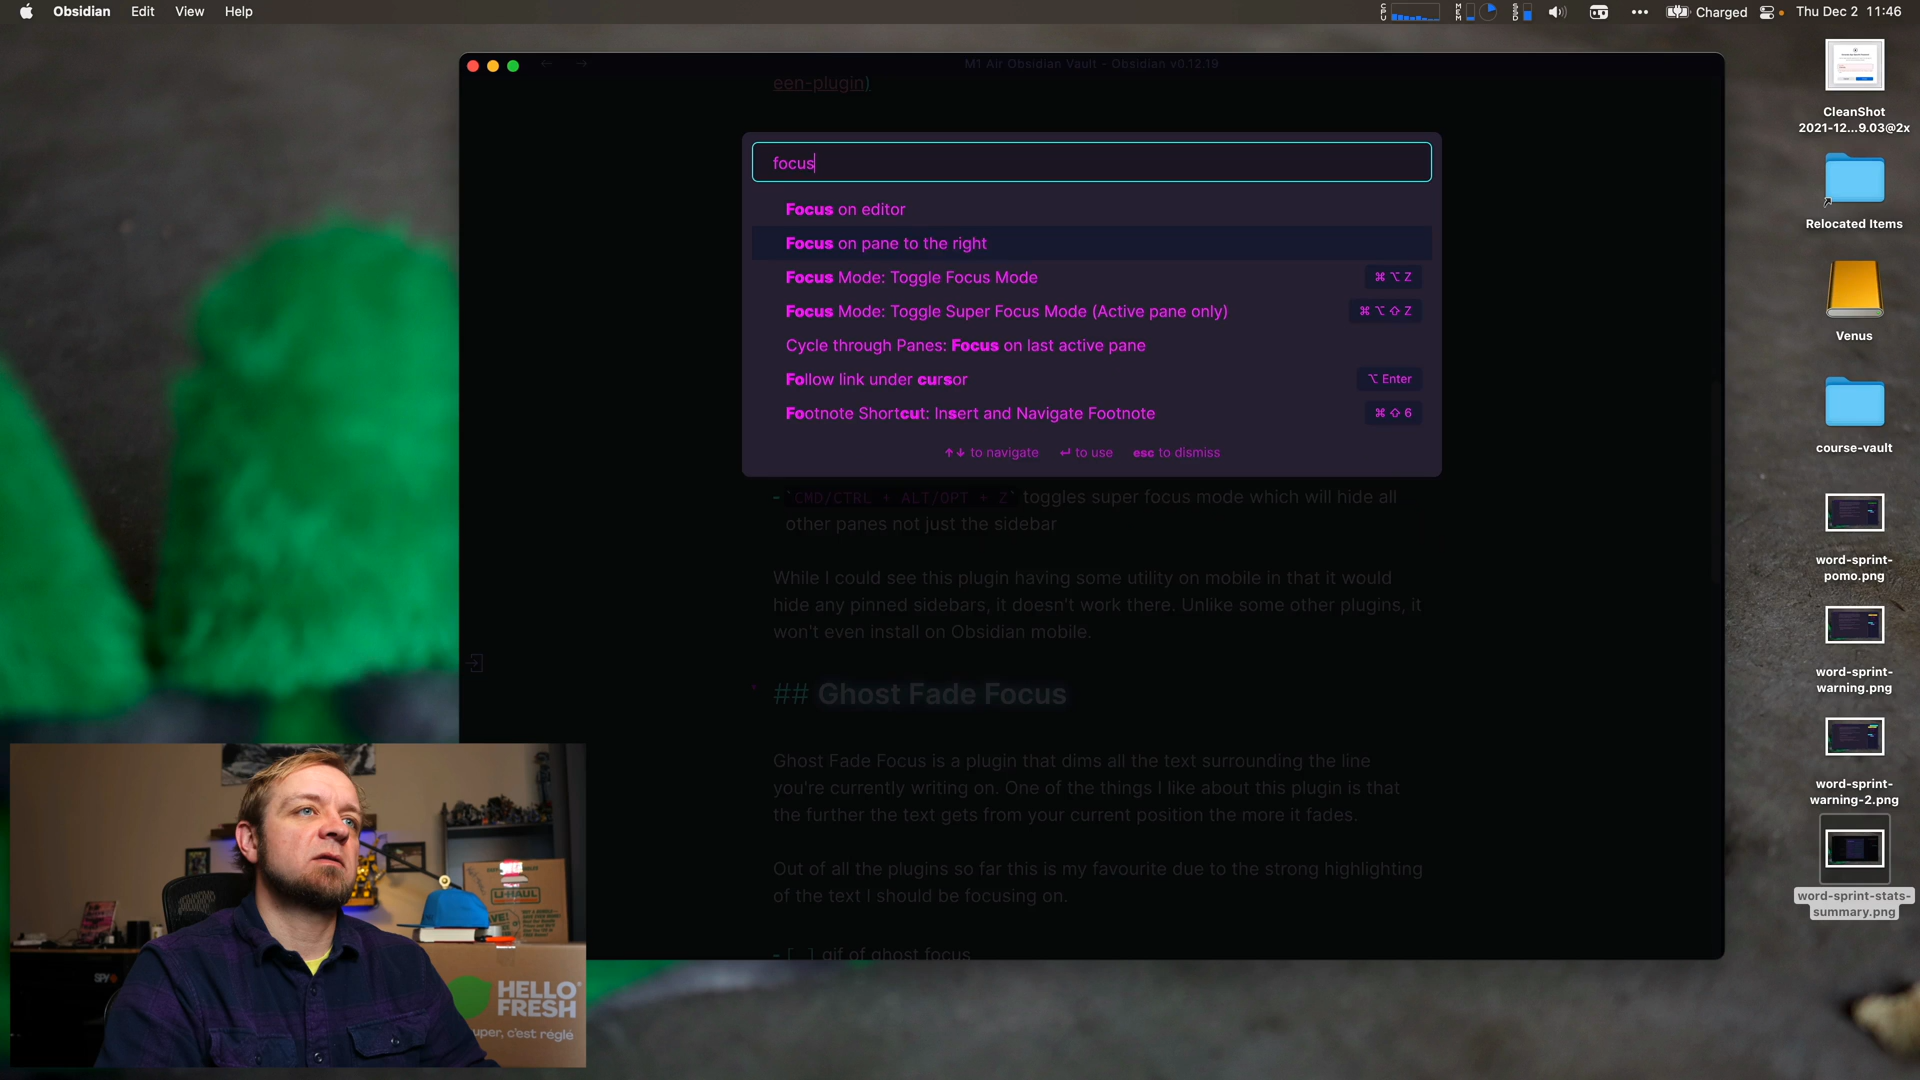 Obsidian Edit View Help
CPU MEM SSD ••• Charged Thu Dec 2 11:46
M1 Air Obsidian Vault - Obsidian v0.12.19
een-plugin)
focus
Focus on editor
Focus on pane to the right
Focus Mode: Toggle Focus Mode ⌘ ⌥ Z
Focus Mode: Toggle Super Focus Mode (Active pane only) ⌘ ⌥ ⇧ Z
Cycle through Panes: Focus on last active pane
Follow link under cursor ⌥ Enter
Footnote Shortcut: Insert and Navigate Footnote ⌘ ⇧ 6
↑↓ to navigate ↵ to use esc to dismiss
- `CMD/CTRL + ALT/OPT + Z` toggles super focus mode which will hide all
other panes not just the sidebar
While I could see this plugin having some utility on mobile in that it would
hide any pinned sidebars, it doesn't work there. Unlike some other plugins, it
won't even install on Obsidian mobile.
## Ghost Fade Focus
Ghost Fade Focus is a plugin that dims all the text surrounding the line
you're currently writing on. One of the things I like about this plugin is that
the further the text gets from your current position the more it fades.
Out of all the plugins so far this is my favourite due to the strong highlighting
of the text I should be focusing on.
- [ ] gif of ghost focus
CleanShot
2021-12...9.03@2x
Relocated Items
Venus
course-vault
word-sprint-
pomo.png
word-sprint-
warning.png
word-sprint-
warning-2.png
word-sprint-stats-
summary.png
U-HAUL
SPY
HELLO
FRESH
uper, c'est réglé